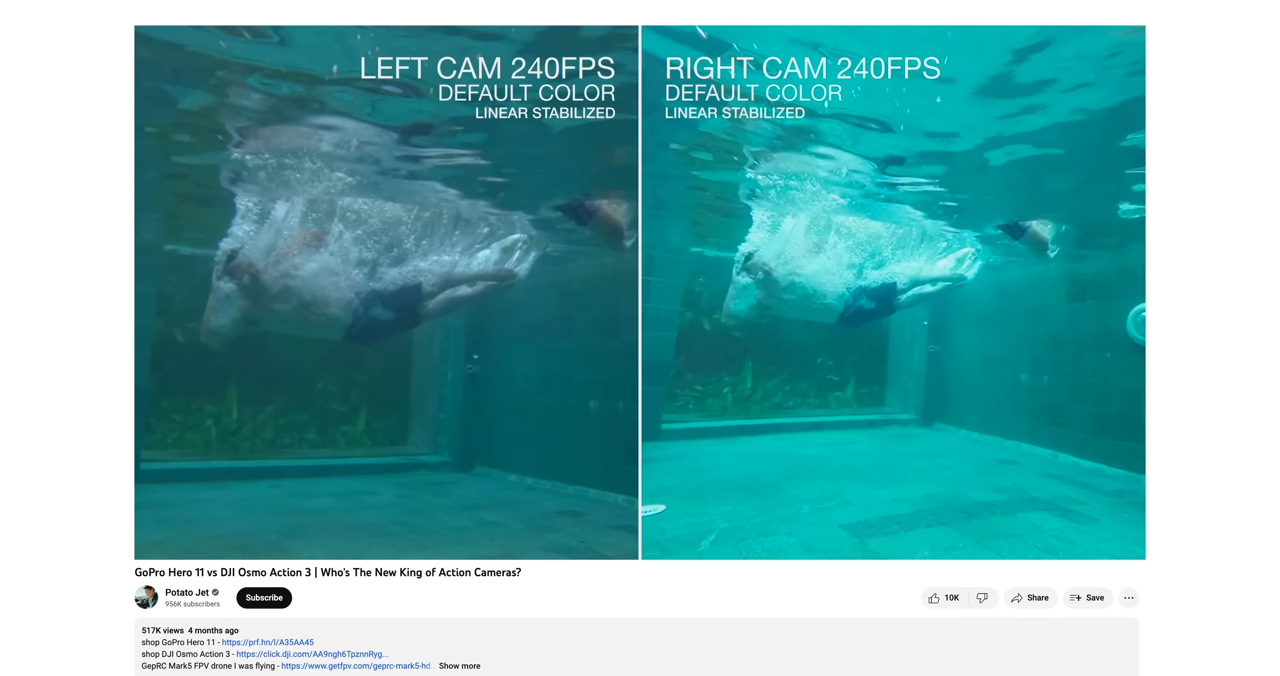 LEFT CAM 240FPS
DEFAULT COLOR
LINEAR STABILIZED
RIGHT CAM 240FPS
DEFAULT COLOR
LINEAR STABILIZED
GoPro Hero 11 vs DJI Osmo Action 3 | Who's The New King of Action Cameras?
Potato Jet
956K subscribers
Subscribe
10K
Share
Save
517K views 4 months ago
shop GoPro Hero 11 - https://prf.hn/l/A35AA45
shop DJI Osmo Action 3 - https://click.dji.com/AA9ngh6TpznnRyg...
GepRC Mark5 FPV drone I was flying - https://www.getfpv.com/geprc-mark5-hd. Show more